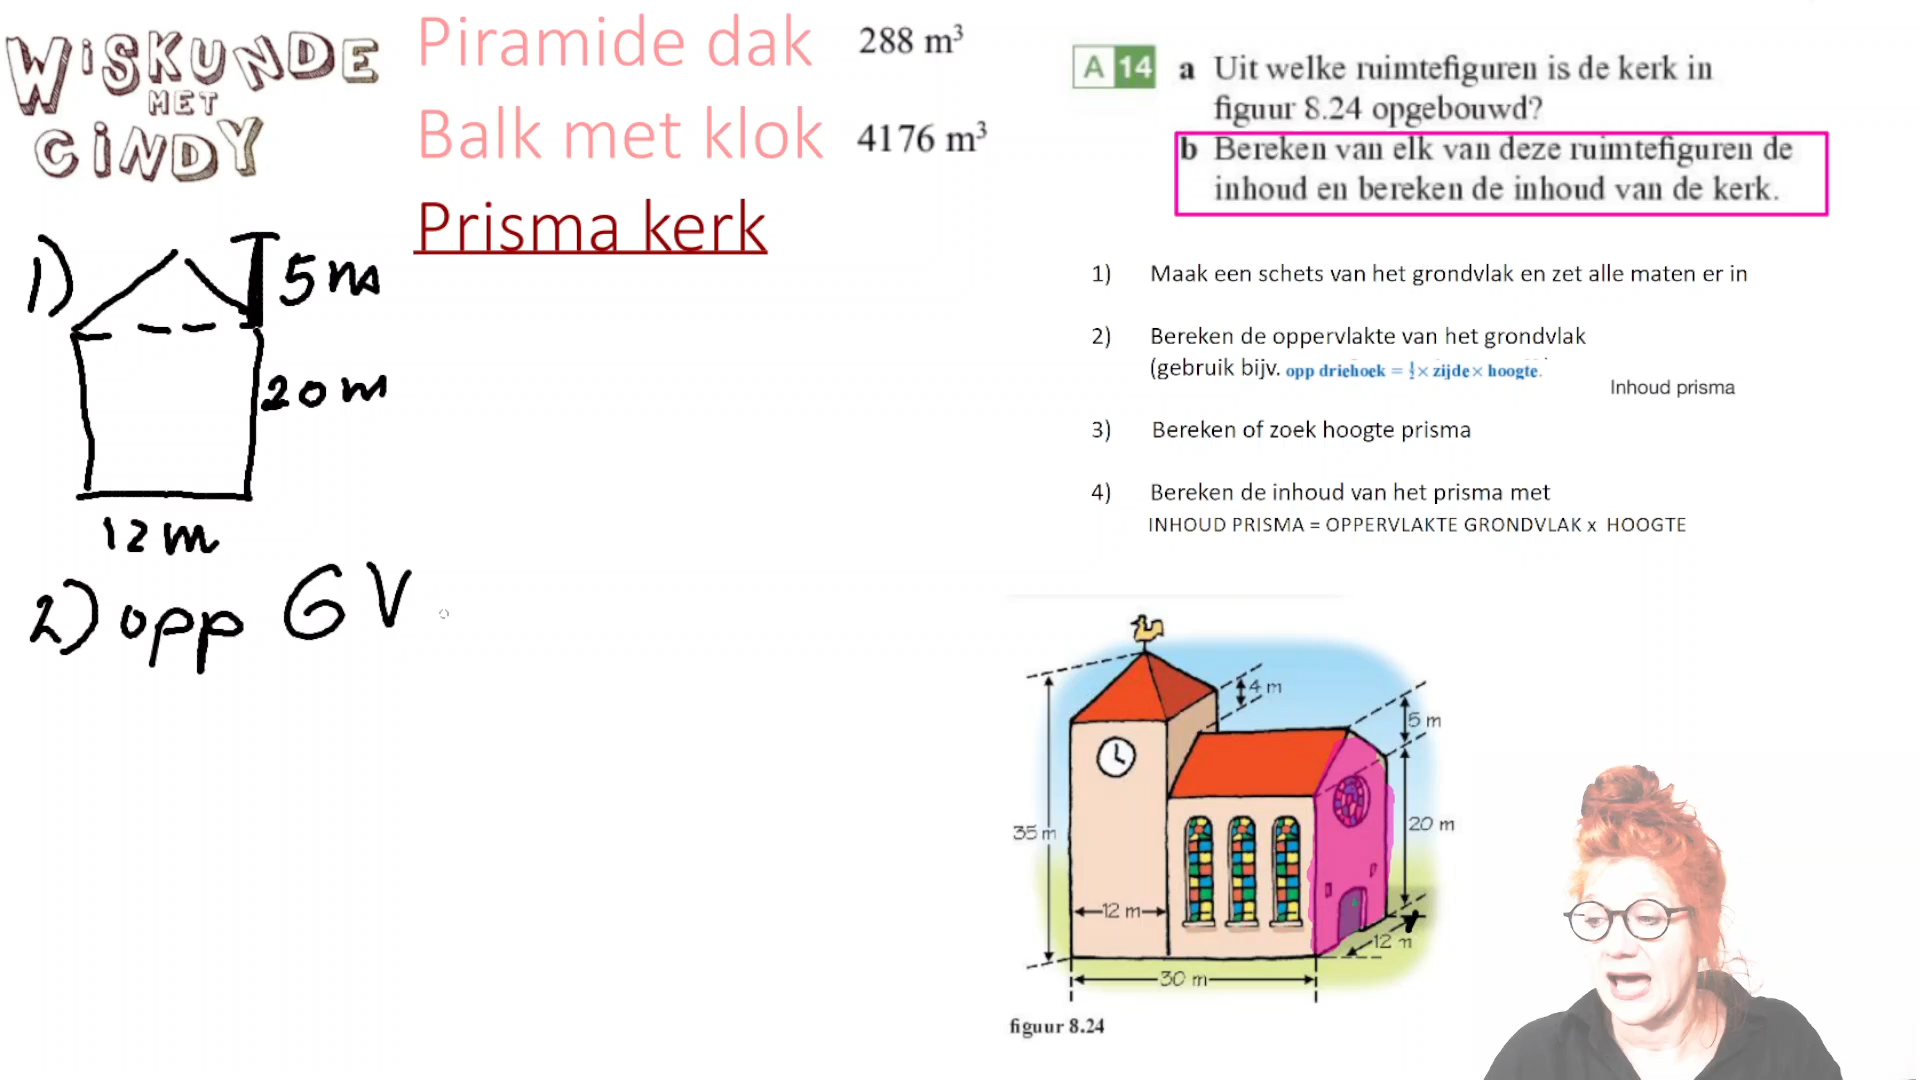 WiSKUNDE
MET
CiNDY
Piramide dak 288 m³
Balk met klok 4176 m³
Prisma kerk
1)
5m
20m
12m
2) opp GV
A 14 a Uit welke ruimtefiguren is de kerk in
figuur 8.24 opgebouwd?
b Bereken van elk van deze ruimtefiguren de
inhoud en bereken de inhoud van de kerk.
1) Maak een schets van het grondvlak en zet alle maten er in
2) Bereken de oppervlakte van het grondvlak
(gebruik bijv. opp driehoek = ½ × zijde × hoogte.
Inhoud prisma
3) Bereken of zoek hoogte prisma
4) Bereken de inhoud van het prisma met
INHOUD PRISMA = OPPERVLAKTE GRONDVLAK x HOOGTE
4 m
5 m
35 m
20 m
12 m
12 m
30 m
figuur 8.24